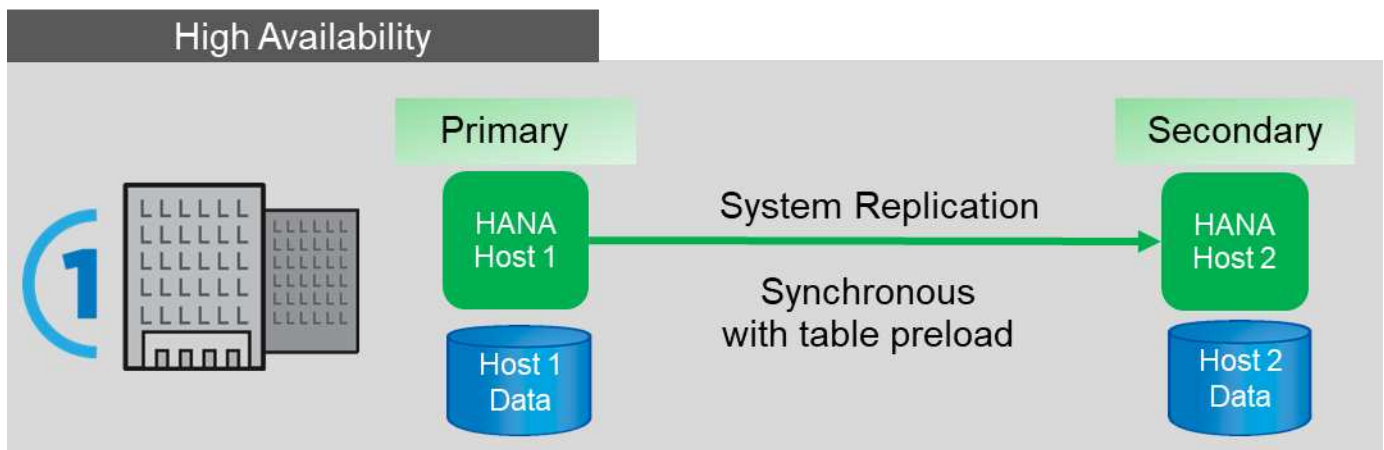 High Availability
Primary
Secondary
1
HANA
Host 1
System Replication
HANA
Host 2
Synchronous
with table preload
Host 1
Data
Host 2
Data